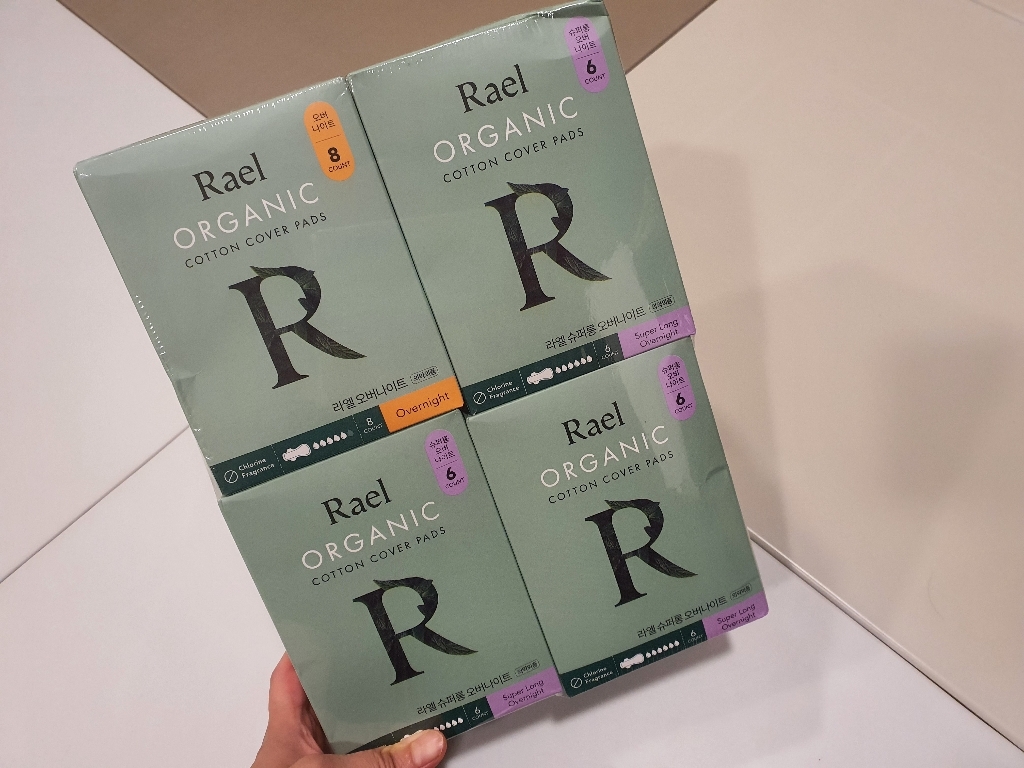 오버
나이트
8
COUNT
Rael
ORGANIC
COTTON COVER PADS
R
라엘 오버나이트
Chlorine
Fragrance
8
COUNT
Overnight
슈퍼롱
오버
나이트
6
COUNT
Rael
ORGANIC
COTTON COVER PADS
R
라엘 슈퍼롱 오버나이트
Chlorine
Fragrance
6
COUNT
Super Long
Overnight
슈퍼롱
오버
나이트
6
COUNT
Rael
ORGANIC
COTTON COVER PADS
R
라엘 슈퍼롱 오버나이트
6
COUNT
Super Long
Overnight
슈퍼롱
오버
나이트
6
COUNT
Rael
ORGANIC
COTTON COVER PADS
R
라엘 슈퍼롱 오버나이트
Chlorine
Fragrance
6
COUNT
Super Long
Overnight